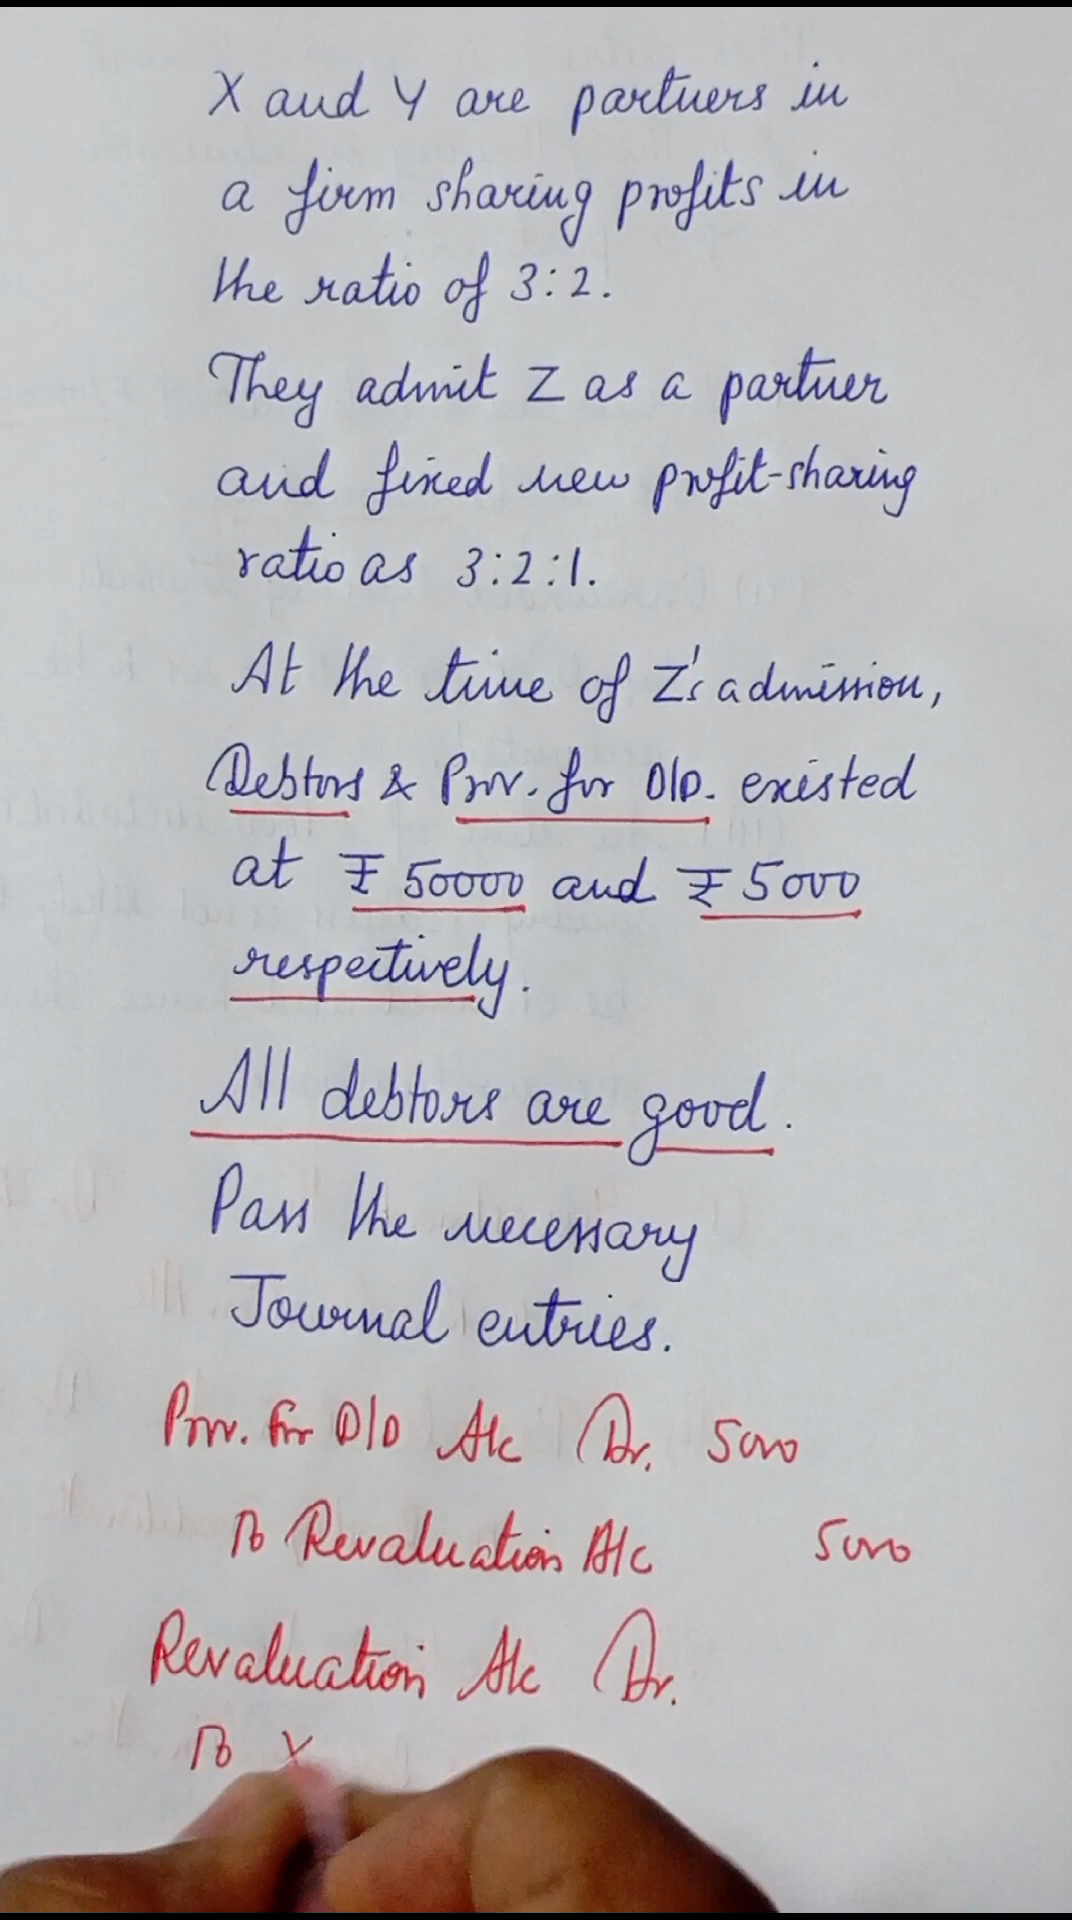 X and Y are partners in
a firm sharing profits in
the ratio of 3:2.
They admit Z as a partner
and fixed new profit-sharing
ratio as 3:2:1.
At the time of Z's admission,
Debtors & Prov. for D/D. existed
at ₹ 50000 and ₹ 5000
respectively.
All debtors are good.
Pass the necessary
Journal entries.
Prov. for D/D A/c Dr. 5000
To Revaluation A/c 5000
Revaluation A/c Dr.
To X